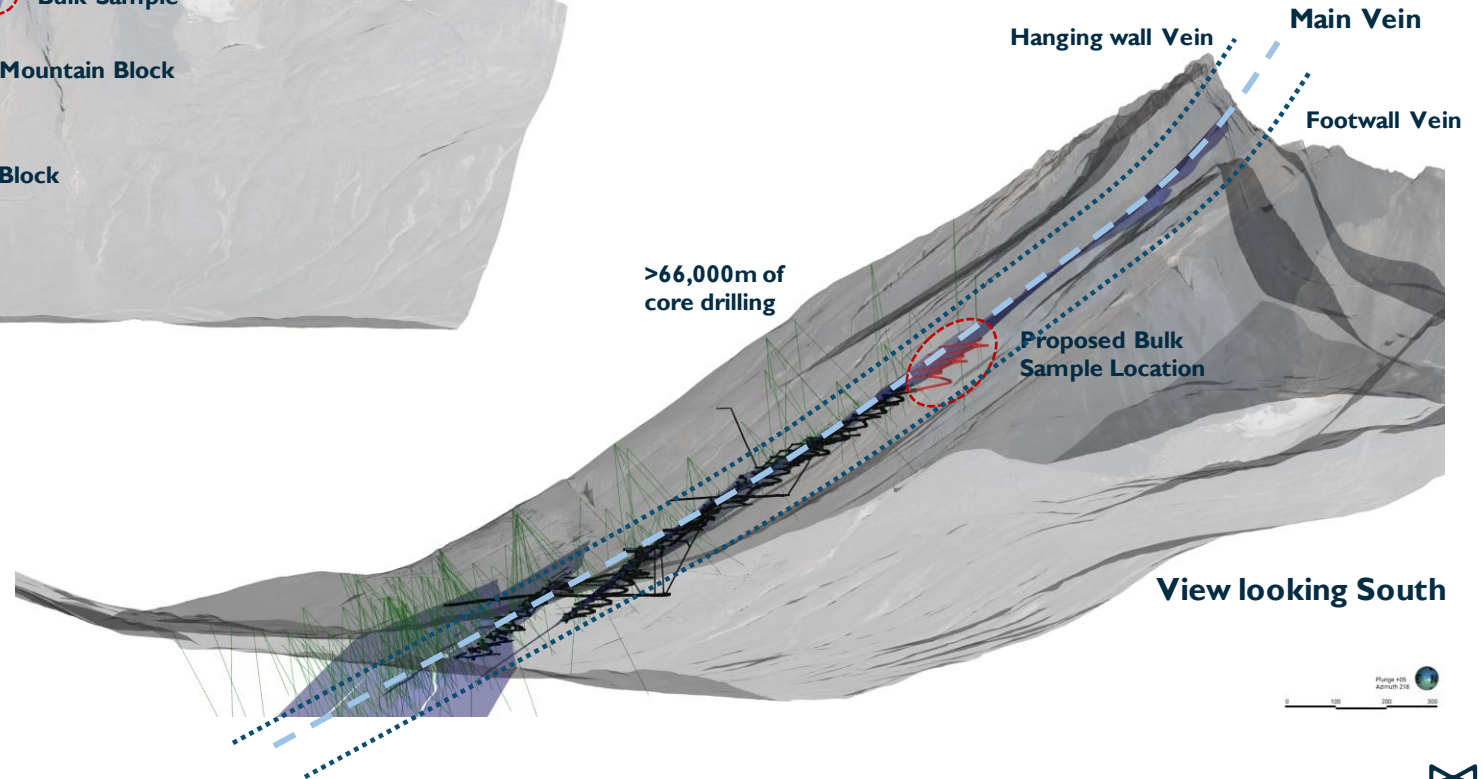 Bulk Sample
Mountain Block
Block
Hanging wall Vein
Main Vein
Footwall Vein
>66,000m of
core drilling
Proposed Bulk
Sample Location
View looking South
Plunge +05
Azimuth 216
0 100 200 300